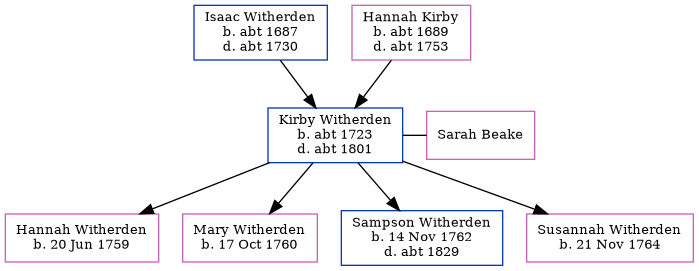 Isaac Witherden
b. abt 1687
d. abt 1730
Hannah Kirby
b. abt 1689
d. abt 1753
Kirby Witherden
b. abt 1723
d. abt 1801
Sarah Beake
Hannah Witherden
b. 20 Jun 1759
Mary Witherden
b. 17 Oct 1760
Sampson Witherden
b. 14 Nov 1762
d. abt 1829
Susannah Witherden
b. 21 Nov 1764